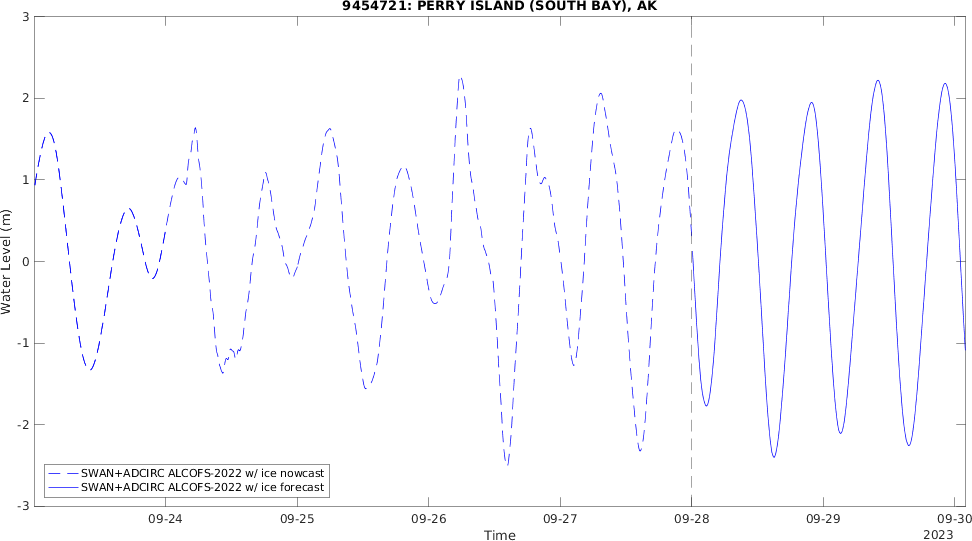 9454721: PERRY ISLAND (SOUTH BAY), AK
3
2
1
0
-1
-2
-3
Water Level (m)
SWAN+ADCIRC ALCOFS-2022 w/ ice nowcast
SWAN+ADCIRC ALCOFS-2022 w/ ice forecast
09-24 09-25 09-26 09-27 09-28 09-29 09-30
Time
2023